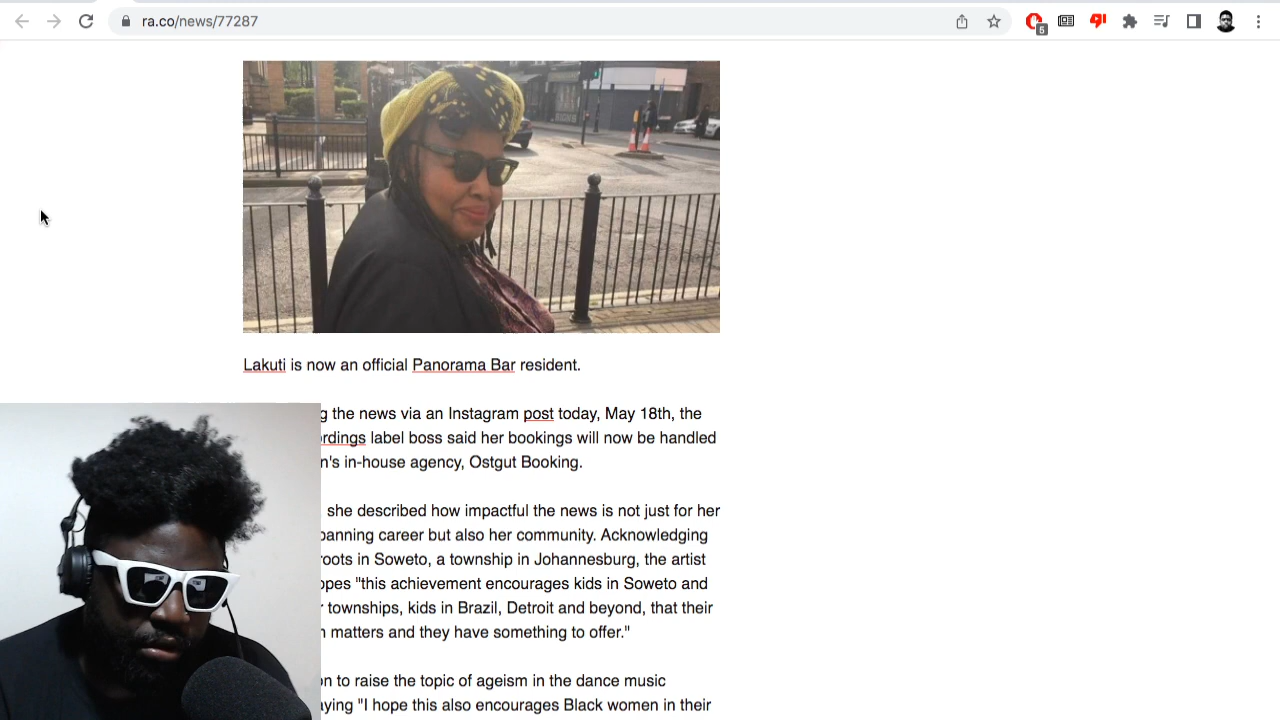 ra.co/news/77287
5
Lakuti is now an official Panorama Bar resident.
the news via an Instagram post today, May 18th, the
label boss said her bookings will now be handled
in-house agency, Ostgut Booking.
she described how impactful the news is not just for her
career but also her community. Acknowledging
in Soweto, a township in Johannesburg, the artist
"this achievement encourages kids in Soweto and
townships, kids in Brazil, Detroit and beyond, that their
matters and they have something to offer."
to raise the topic of ageism in the dance music
"I hope this also encourages Black women in their